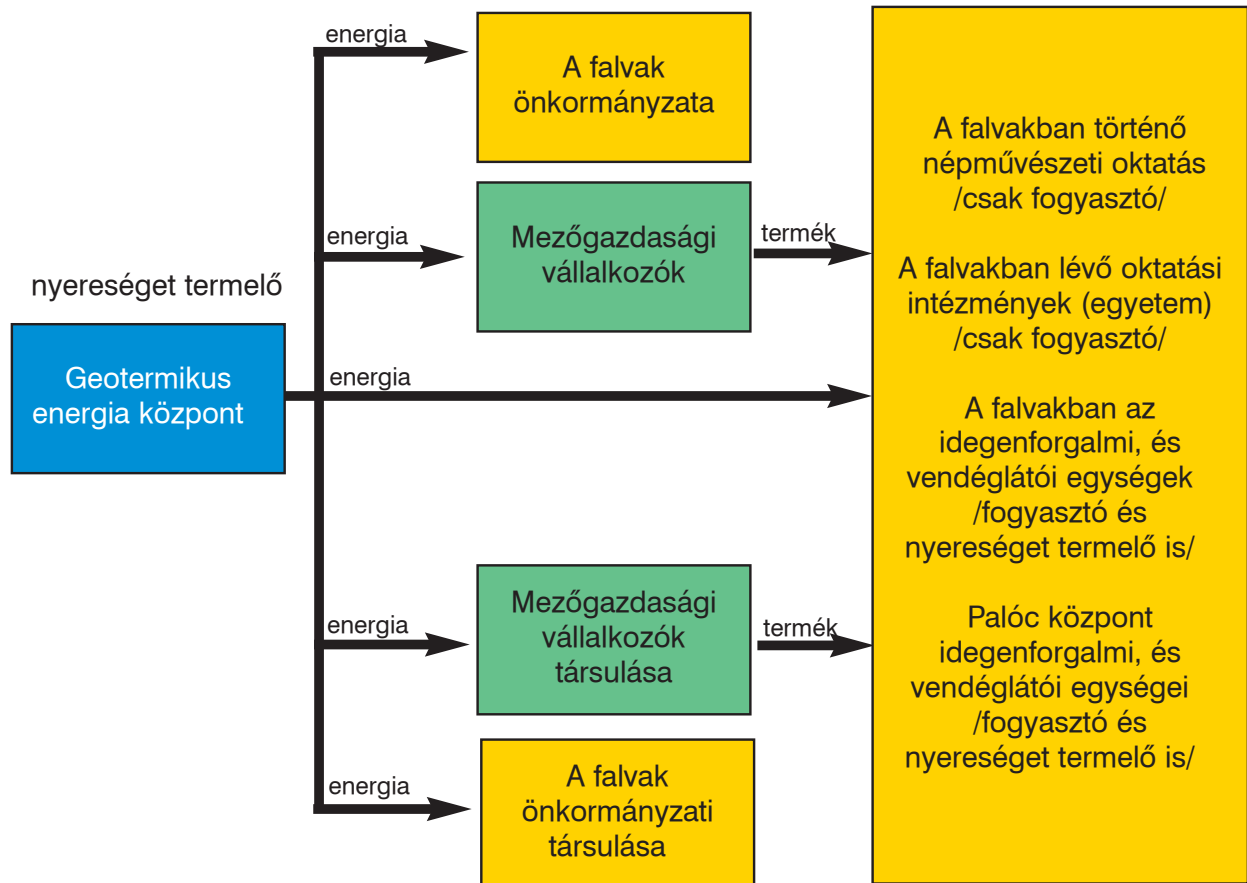 nyereséget termelő
Geotermikus
energia központ
energia
A falvak
önkormányzata
energia
Mezőgazdasági
vállalkozók
termék
energia
energia
Mezőgazdasági
vállalkozók
társulása
termék
energia
A falvak
önkormányzati
társulása
A falvakban történő
népművészeti oktatás
/csak fogyasztó/
A falvakban lévő oktatási
intézmények (egyetem)
/csak fogyasztó/
A falvakban az
idegenforgalmi, és
vendéglátói egységek
/fogyasztó és
nyereséget termelő is/
Palóc központ
idegenforgalmi, és
vendéglátói egységei
/fogyasztó és
nyereséget termelő is/